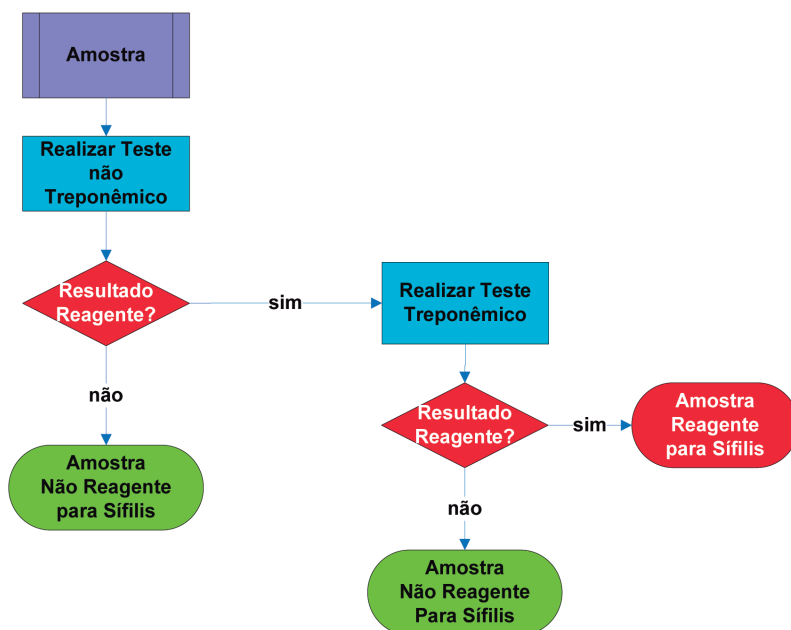 Amostra
Realizar Teste
não
Treponêmico
Resultado
Reagente?
sim
Realizar Teste
Treponêmico
não
Amostra
Não Reagente
para Sífilis
Resultado
Reagente?
sim
Amostra
Reagente
para Sífilis
não
Amostra
Não Reagente
Para Sífilis